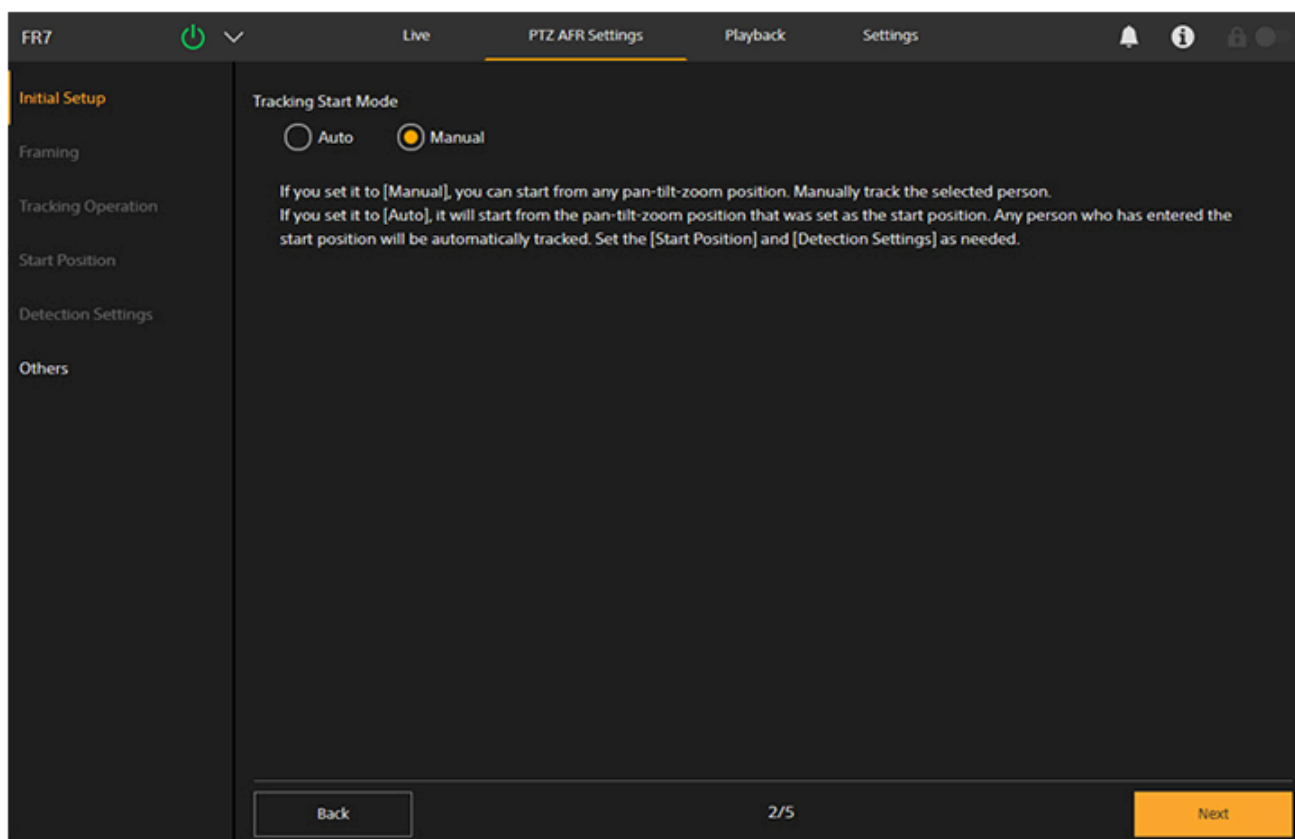 FR7
Live
PTZ AFR Settings
Playback
Settings
Initial Setup
Framing
Tracking Operation
Start Position
Detection Settings
Others
Tracking Start Mode
Auto
Manual
If you set it to [Manual], you can start from any pan-tilt-zoom position. Manually track the selected person.
If you set it to [Auto], it will start from the pan-tilt-zoom position that was set as the start position. Any person who has entered the
start position will be automatically tracked. Set the [Start Position] and [Detection Settings] as needed.
Back
2/5
Next